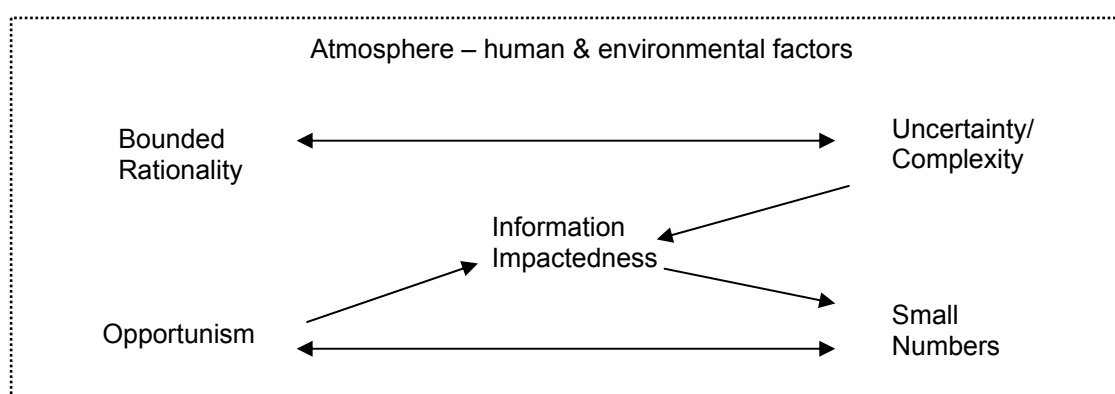 Atmosphere – human & environmental factors
Bounded
Rationality
Uncertainty/
Complexity
Information
Impactedness
Opportunism
Small
Numbers